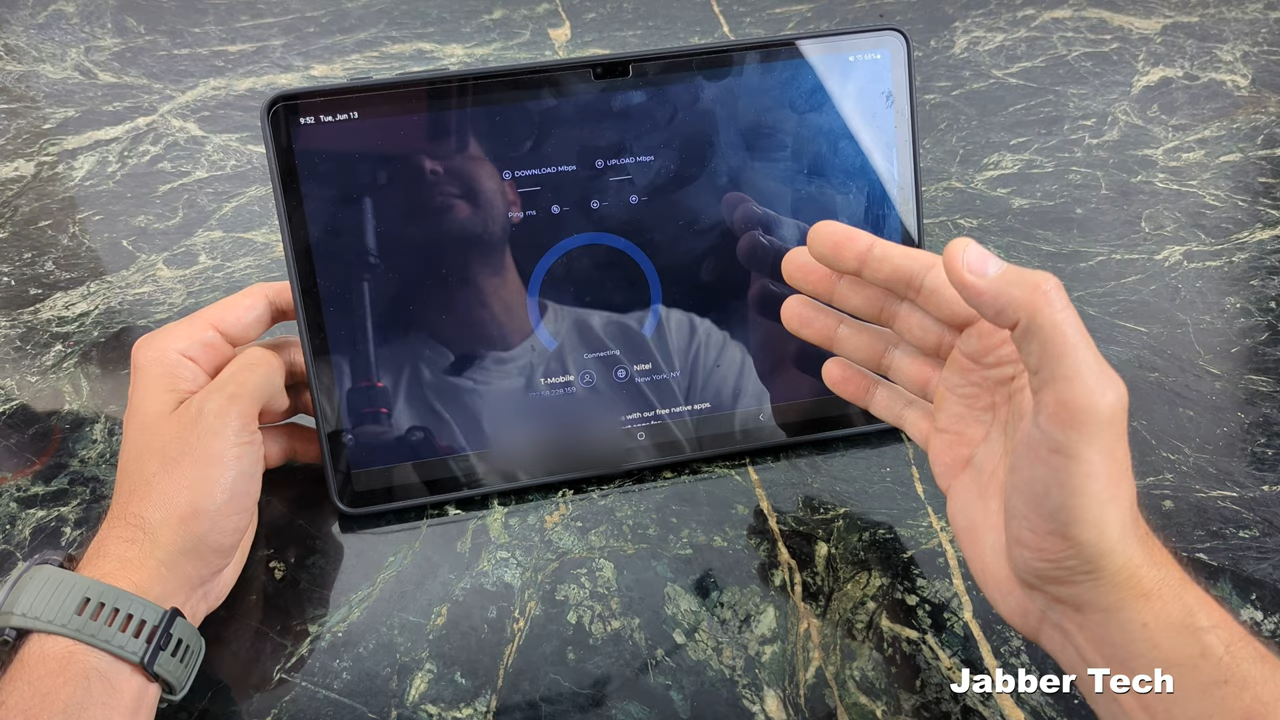 9:52 Tue, Jun 13
DOWNLOAD Mbps
UPLOAD Mbps
Ping ms
Connecting
T-Mobile
Nitel
New York, NY
with our free native apps.
Jabber Tech